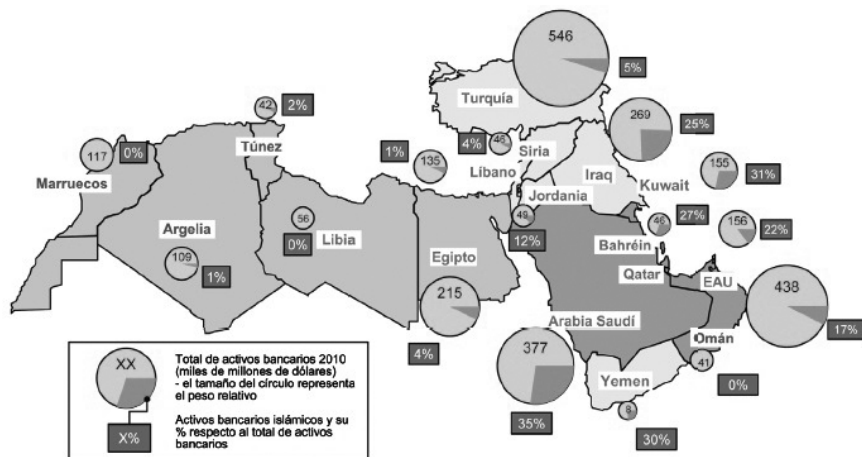 546
5%
Turquía
42
2%
Túnez
117
0%
Marruecos
269
25%
46
4%
Siria
135
1%
Líbano
Iraq
155
31%
Kuwait
Jordania
49
12%
Argelia
109
1%
56
0%
Libia
Egipto
215
4%
46
27%
Bahréin
156
22%
Qatar
EAU
438
17%
Arabia Saudí
377
35%
Omán
41
0%
Yemen
8
30%
XX
X%
Total de activos bancarios 2010
(miles de millones de dólares)
- el tamaño del círculo representa
el peso relativo
Activos bancarios islámicos y su
% respecto al total de activos
bancarios